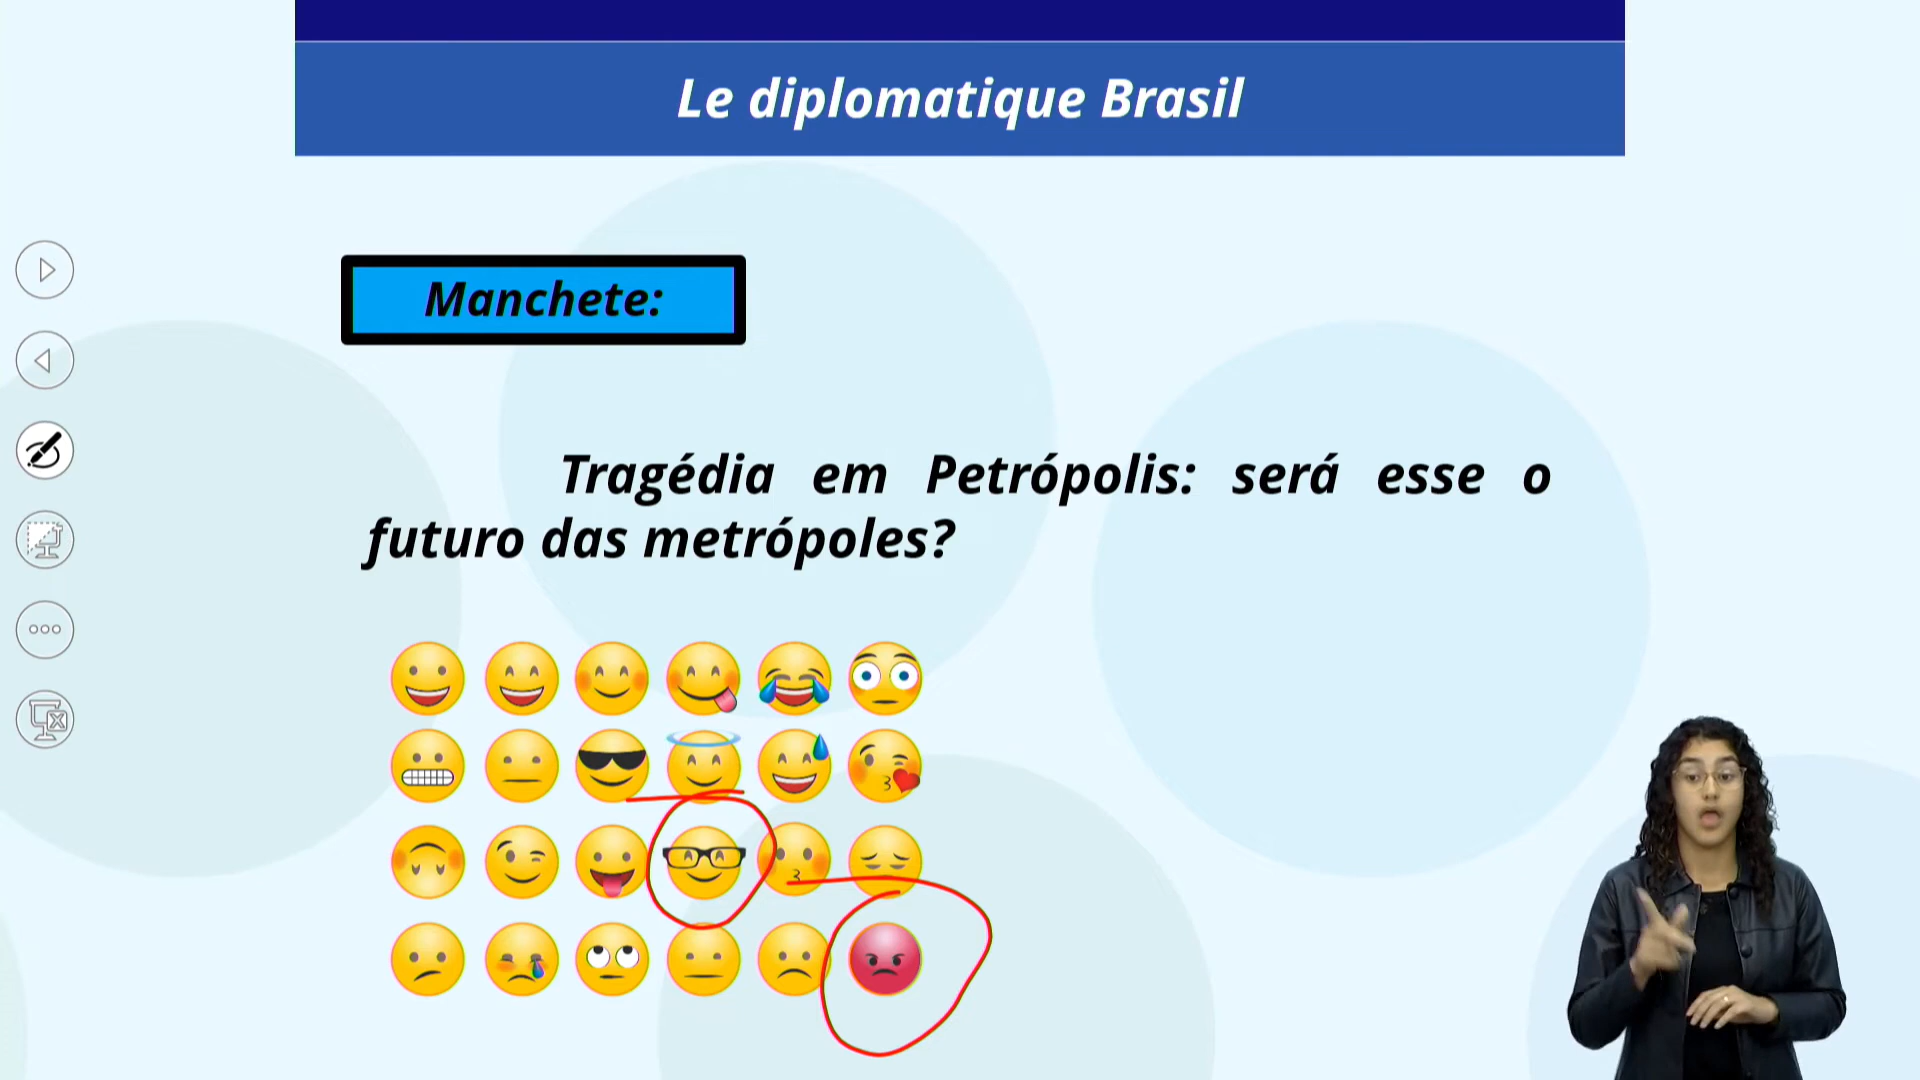 Le diplomatique Brasil
Manchete:
Tragédia em Petrópolis: será esse o
futuro das metrópoles?